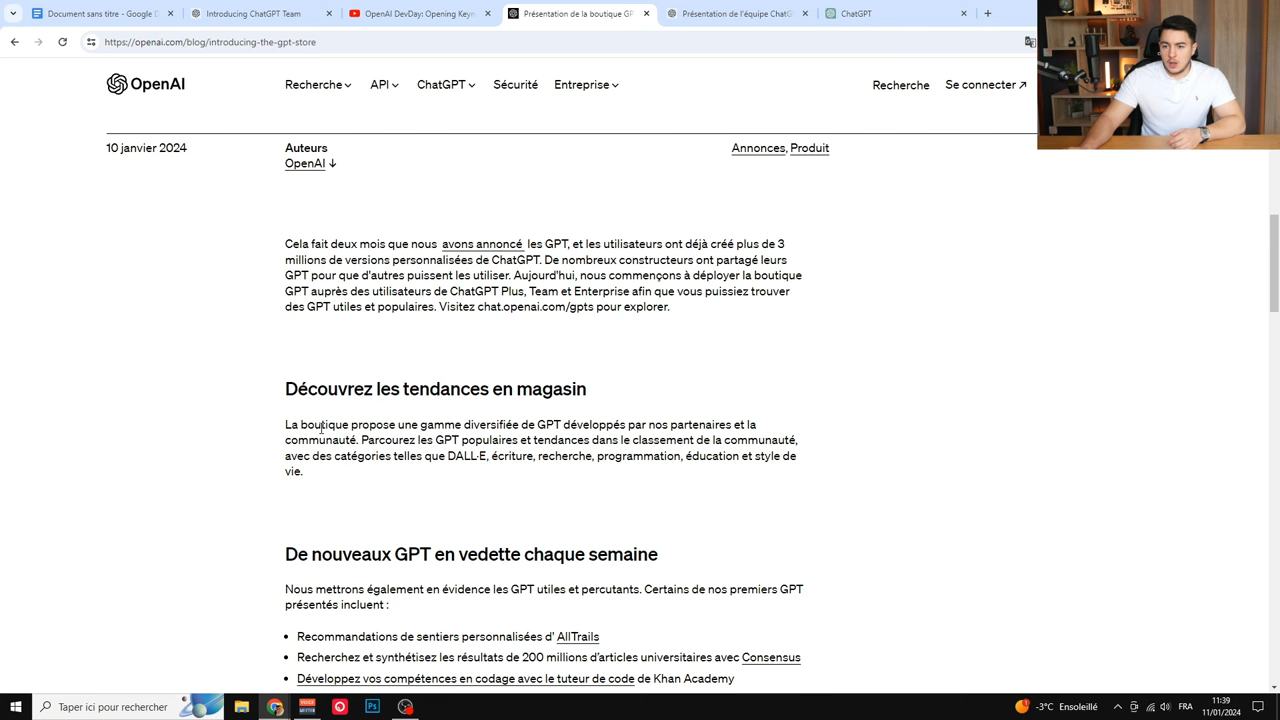 Document sans titre - Google D
Introducing ChatGPT Team
OpenAI DevDay, Opening Keyn
Présentation de la boutique GP
Présentation de l'équipe ChatG
ChatGPT
https://openai.com/blog/introducing-the-gpt-store
OpenAI
Recherche
API
ChatGPT
Sécurité
Entreprise
Recherche
Se connecter ↗
10 janvier 2024
Auteurs
Annonces, Produit
OpenAI ↓
Cela fait deux mois que nous avons annoncé les GPT, et les utilisateurs ont déjà créé plus de 3
millions de versions personnalisées de ChatGPT. De nombreux constructeurs ont partagé leurs
GPT pour que d'autres puissent les utiliser. Aujourd'hui, nous commençons à déployer la boutique
GPT auprès des utilisateurs de ChatGPT Plus, Team et Enterprise afin que vous puissiez trouver
des GPT utiles et populaires. Visitez chat.openai.com/gpts pour explorer.
Découvrez les tendances en magasin
La boutique propose une gamme diversifiée de GPT développés par nos partenaires et la
communauté. Parcourez les GPT populaires et tendances dans le classement de la communauté,
avec des catégories telles que DALL·E, écriture, recherche, programmation, éducation et style de
vie.
De nouveaux GPT en vedette chaque semaine
Nous mettrons également en évidence les GPT utiles et percutants. Certains de nos premiers GPT
présentés incluent :
• Recommandations de sentiers personnalisées d' AllTrails
• Recherchez et synthétisez les résultats de 200 millions d'articles universitaires avec Consensus
• Développez vos compétences en codage avec le tuteur de code de Khan Academy
Taper ici pour rechercher
Ps
-3°C Ensoleillé
FRA
11:39
11/01/2024